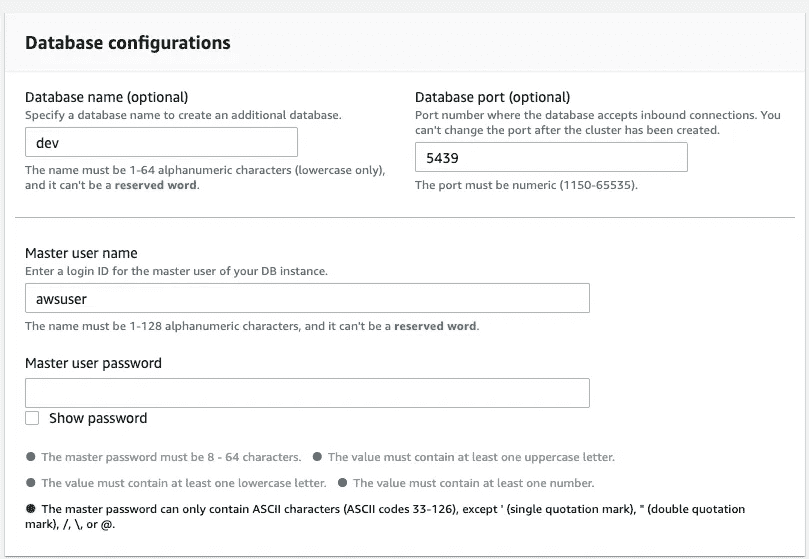 Database configurations
Database name (optional)
Specify a database name to create an additional database.
dev
The name must be 1-64 alphanumeric characters (lowercase only),
and it can't be a reserved word.
Database port (optional)
Port number where the database accepts inbound connections. You
can't change the port after the cluster has been created.
5439
The port must be numeric (1150-65535).
Master user name
Enter a login ID for the master user of your DB instance.
awsuser
The name must be 1-128 alphanumeric characters, and it can't be a reserved word.
Master user password
Show password
● The master password must be 8 - 64 characters. ● The value must contain at least one uppercase letter.
● The value must contain at least one lowercase letter. ● The value must contain at least one number.
● The master password can only contain ASCII characters (ASCII codes 33-126), except ' (single quotation mark), " (double quotation
mark), /, \, or @.